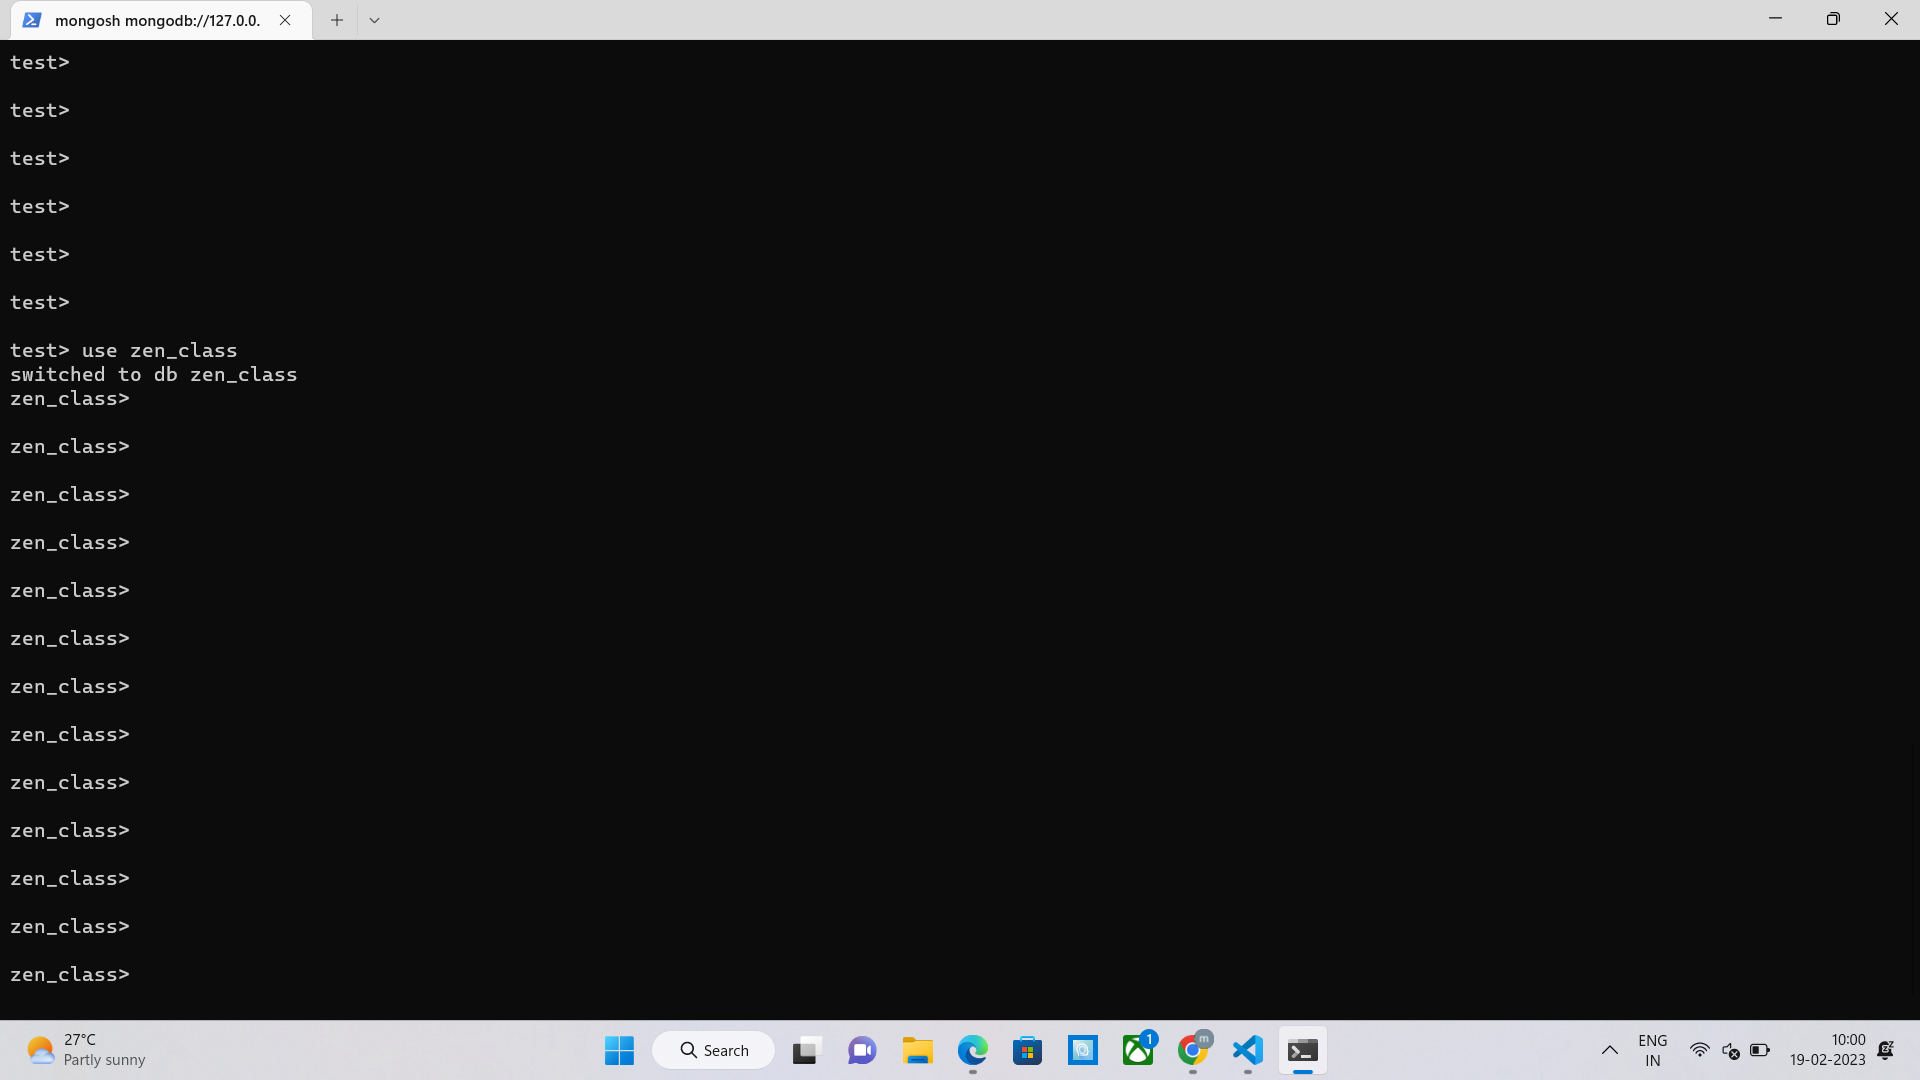 mongosh mongodb://127.0.0.
test>
test>
test>
test>
test>
test>
test> use zen_class
switched to db zen_class
zen_class>
zen_class>
zen_class>
zen_class>
zen_class>
zen_class>
zen_class>
zen_class>
zen_class>
zen_class>
zen_class>
zen_class>
zen_class>
27°C
Partly sunny
Search
1
m
ENG
IN
10:00
19-02-2023